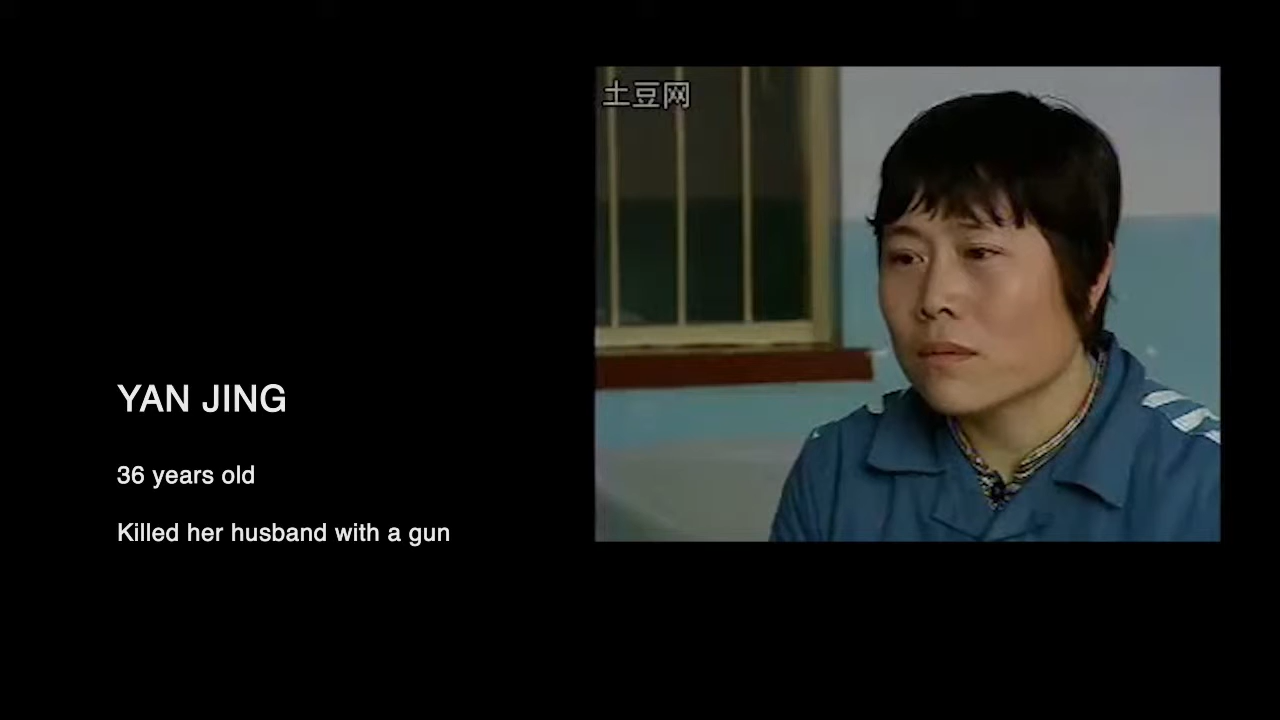 土豆网
YAN JING
36 years old
Killed her husband with a gun